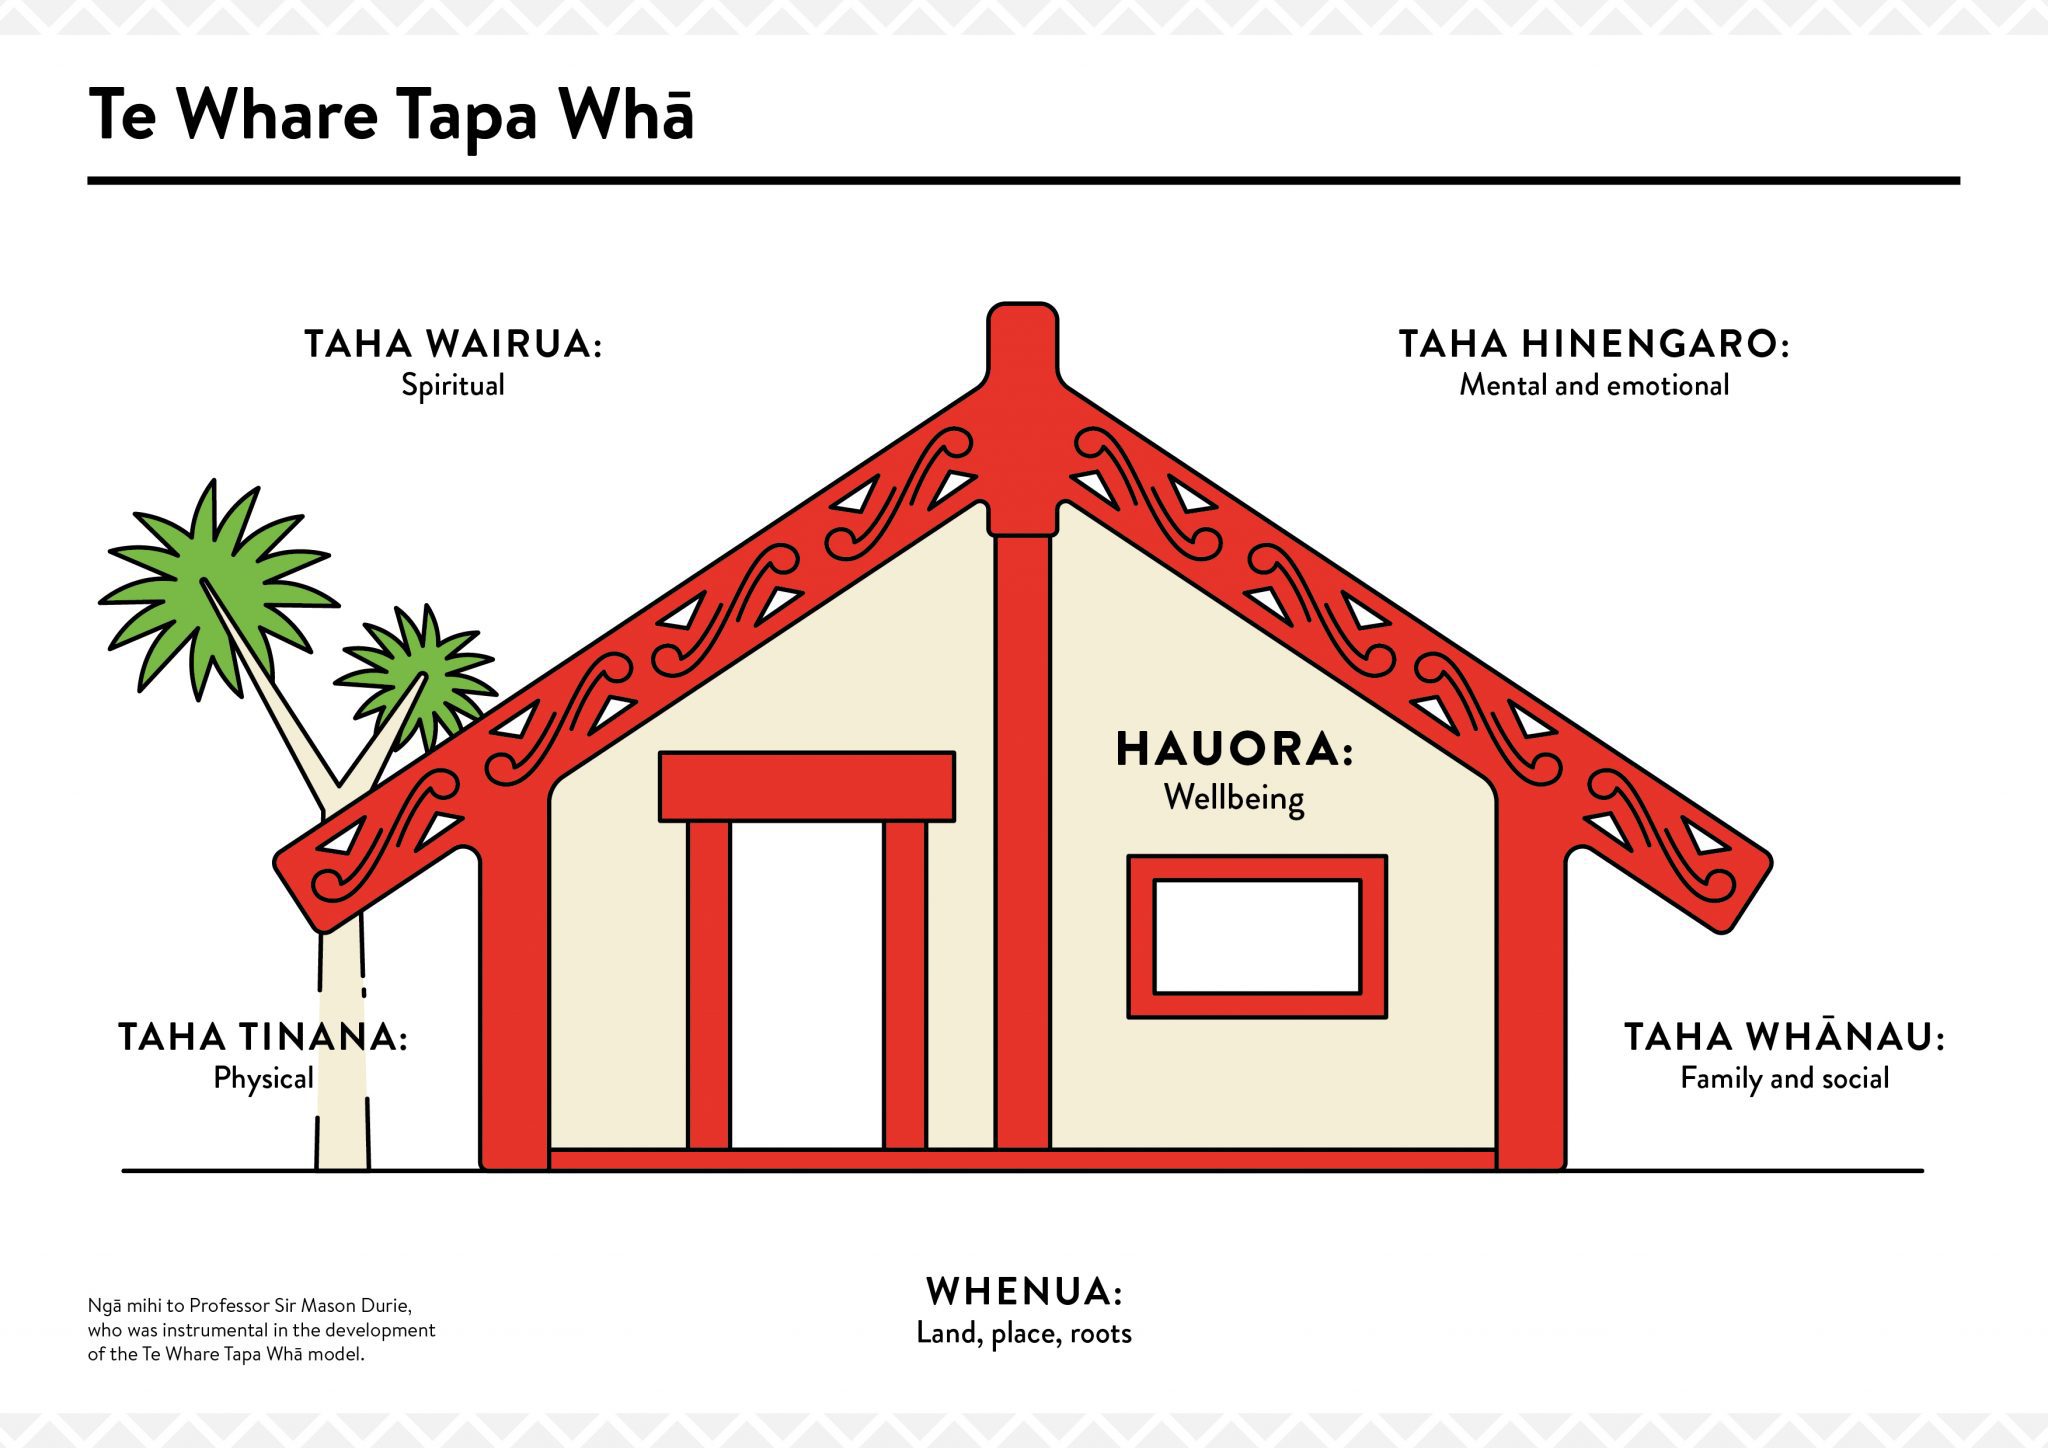 Te Whare Tapa Whā
TAHA WAIRUA:
Spiritual
TAHA HINENGARO:
Mental and emotional
HAUORA:
Wellbeing
TAHA TINANA:
Physical
TAHA WHĀNAU:
Family and social
WHENUA:
Land, place, roots
Ngā mihi to Professor Sir Mason Durie,
who was instrumental in the development
of the Te Whare Tapa Whā model.